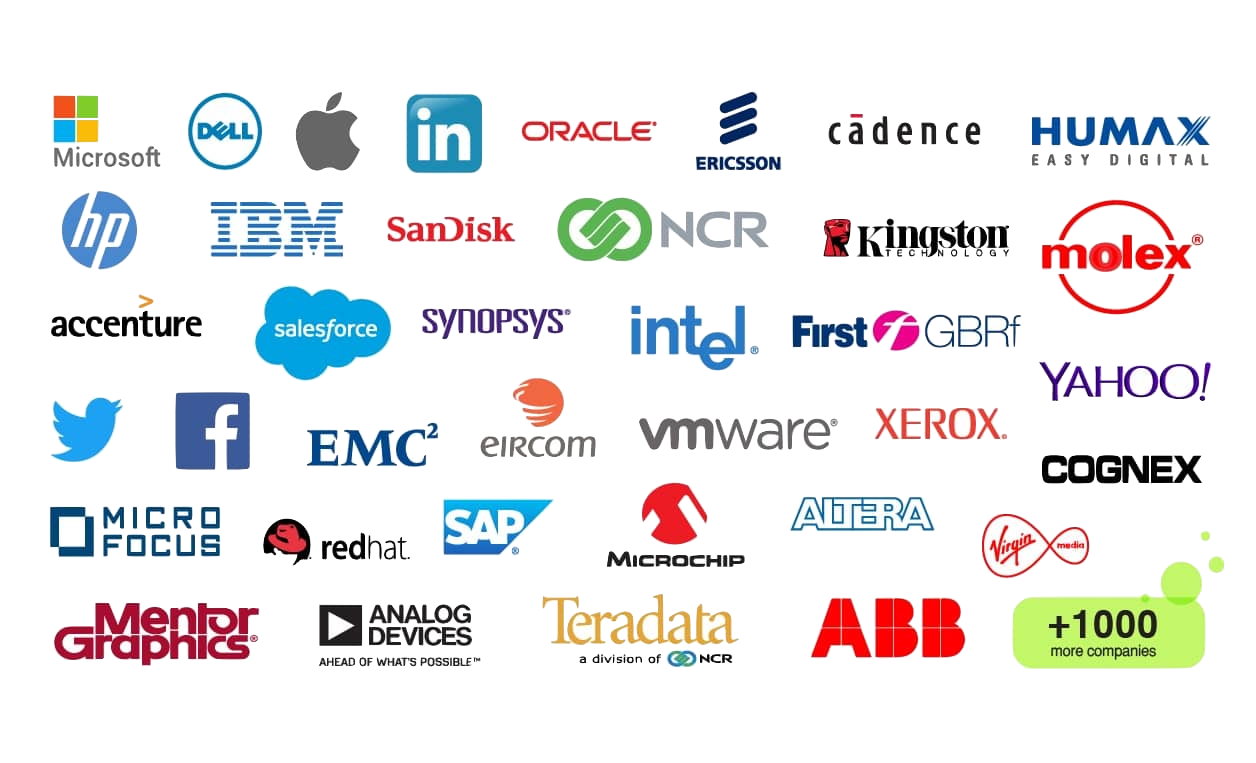 Microsoft
DELL
in
ORACLE®
ERICSSON
cādence
HUMAX
EASY DIGITAL
hp
IBM
SanDisk
NCR
Kingston
TECHNOLOGY
molex®
accenture
>
salesforce
SYNOPSYS®
intel®
First f GBRf
YAHOO!
f
EMC²
eircom
vmware®
XEROX.
COGNEX
MICRO
FOCUS
redhat.
SAP®
MICROCHIP
ALTERA
Virgin media
Mentor
Graphics®
ANALOG
DEVICES
AHEAD OF WHAT'S POSSIBLE™
Teradata
a division of NCR
ABB
+1000
more companies